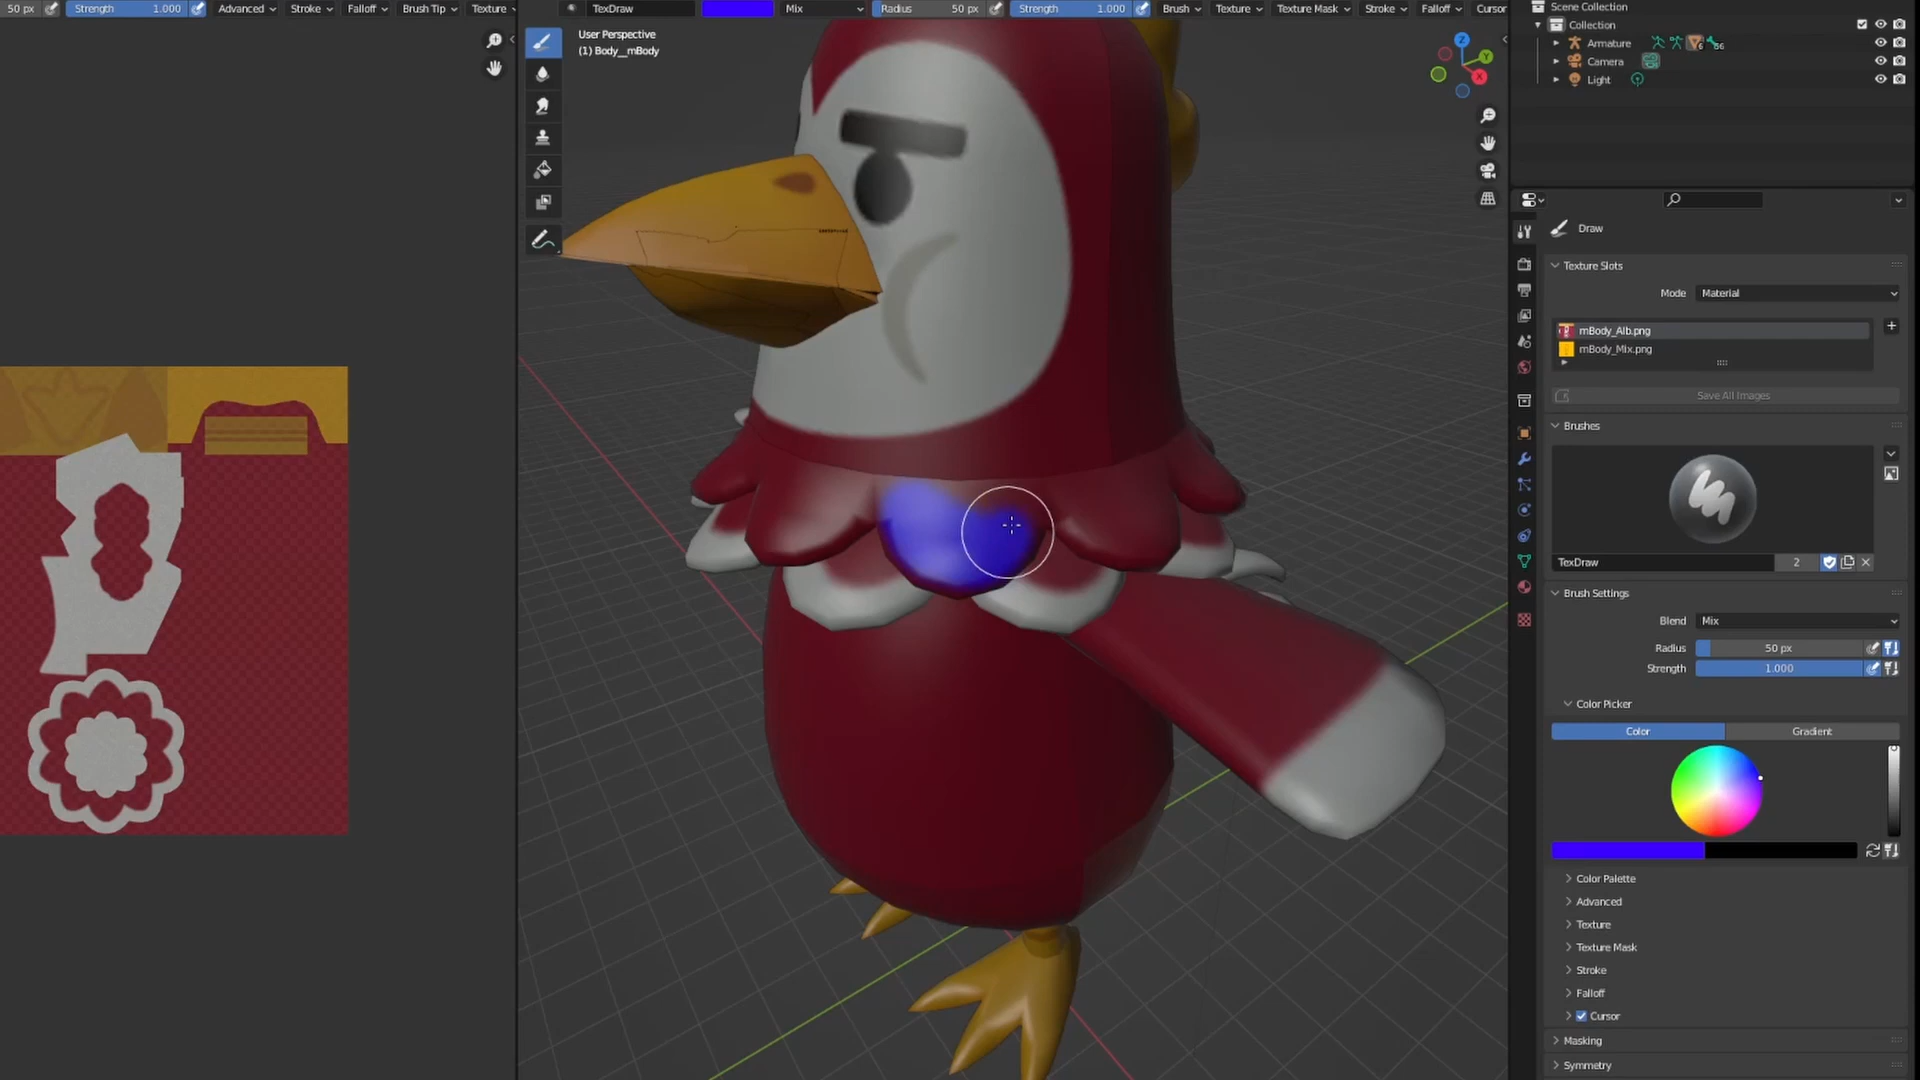 50 px Strength 1.000 Advanced Stroke Falloff Brush Tip Texture
TexDraw Mix Radius 50 px Strength 1.000 Brush Texture Texture Mask Stroke Falloff Cursor
User Perspective
(1) Body__mBody
Z
Y
X
Scene Collection
Collection
Armature 6 56
Camera
Light
Draw
Texture Slots
Mode Material
mBody_Alb.png
mBody_Mix.png
Save All Images
Brushes
TexDraw 2
Brush Settings
Blend Mix
Radius 50 px
Strength 1.000
Color Picker
Color Gradient
Color Palette
Advanced
Texture
Texture Mask
Stroke
Falloff
Cursor
Masking
Symmetry